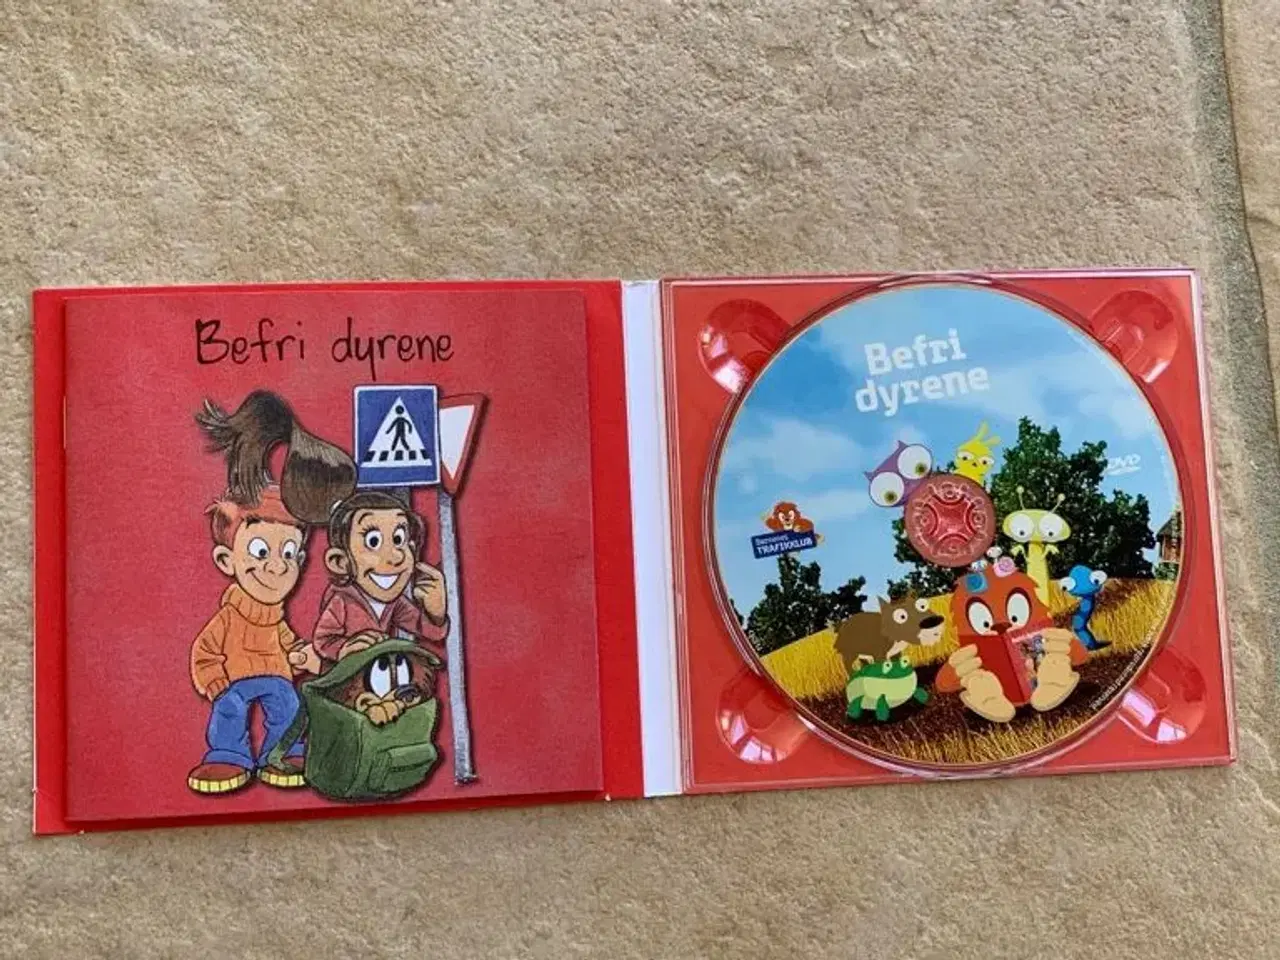 Befri dyrene
Befri
dyrene
DVD
Børnenes
TRAFIKKLUB